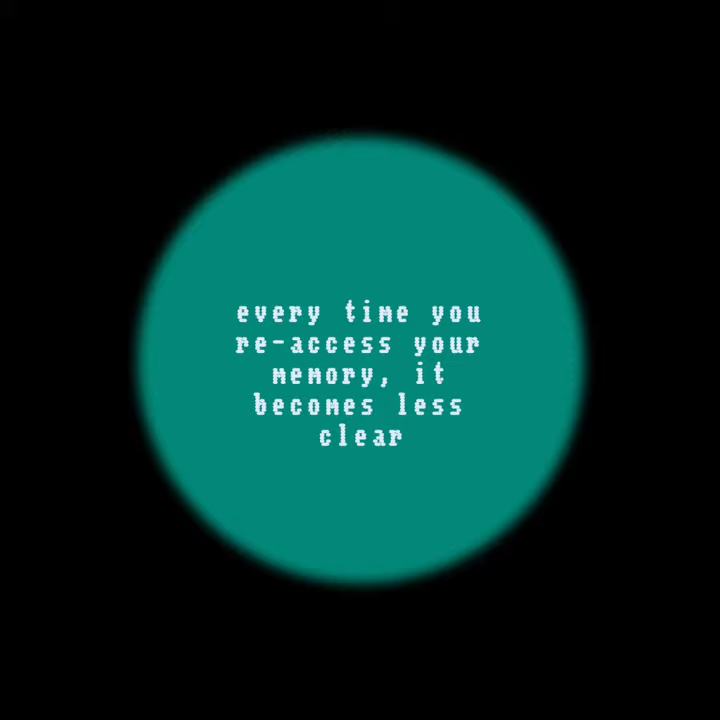 every time you
re-access your
memory, it
becomes less
clear